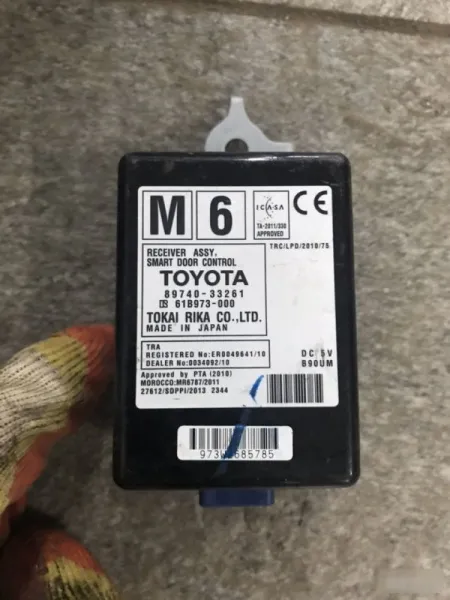 M 6
ICASA
TA-2011/330
APPROVED
CE
TRC/LPD/2010/75
RECEIVER ASSY,
SMART DOOR CONTROL
TOYOTA
89740-33261
61B973-000
TOKAI RIKA CO.,LTD.
MADE IN JAPAN
TRA
REGISTERED No:ER0049641/10
DEALER No:0034092/10
DC 5V
B90UM
Approved by PTA (2010)
MOROCCO:MR6787/2011
27612/SDPPI/2013 2344